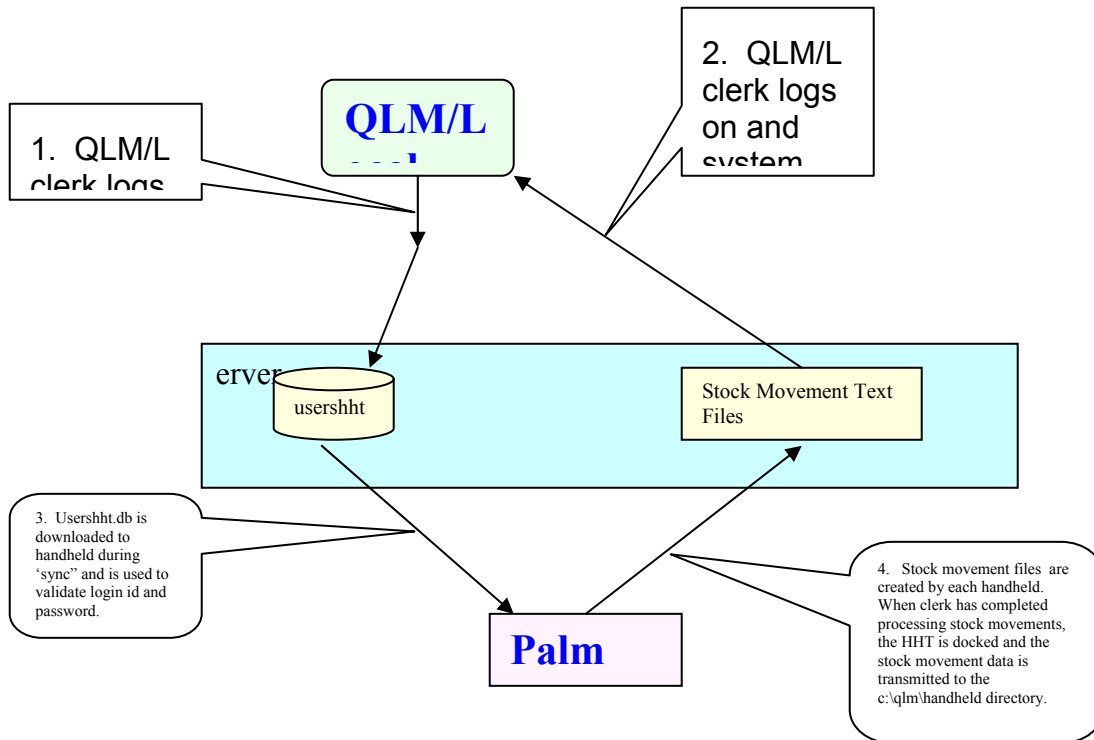 2. QLM/L
clerk logs
on and
system
QLM/L
1. QLM/L
clerk logs
erver
usershht
Stock Movement Text
Files
3. Usershht.db is
downloaded to
handheld during
‘sync” and is used to
validate login id and
password.
4. Stock movement files are
created by each handheld.
When clerk has completed
processing stock movements,
the HHT is docked and the
stock movement data is
transmitted to the
c:\qlm\handheld directory.
Palm